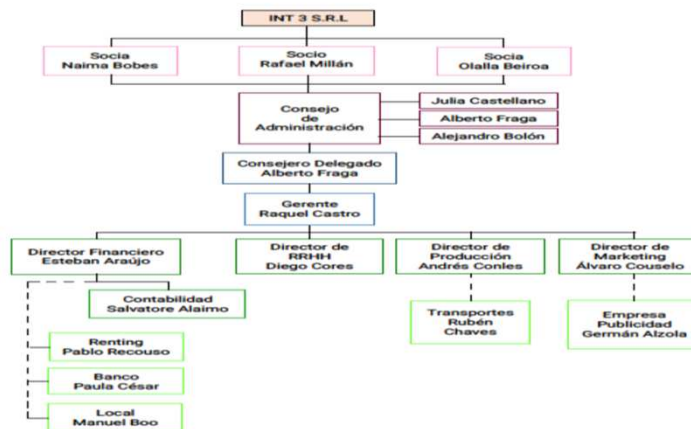 INT 3 S.R.L
Socia
Naima Bobes
Socio
Rafael Millán
Socia
Olalla Beiroa
Consejo
de
Administración
Julia Castellano
Alberto Fraga
Alejandro Bolón
Consejero Delegado
Alberto Fraga
Gerente
Raquel Castro
Director Financiero
Esteban Araújo
Director de
RRHH
Diego Cores
Director de
Producción
Andrés Conles
Director de
Marketing
Álvaro Couselo
Contabilidad
Salvatore Alaimo
Transportes
Rubén
Chaves
Empresa
Publicidad
Germán Alzola
Renting
Pablo Recouso
Banco
Paula César
Local
Manuel Boo